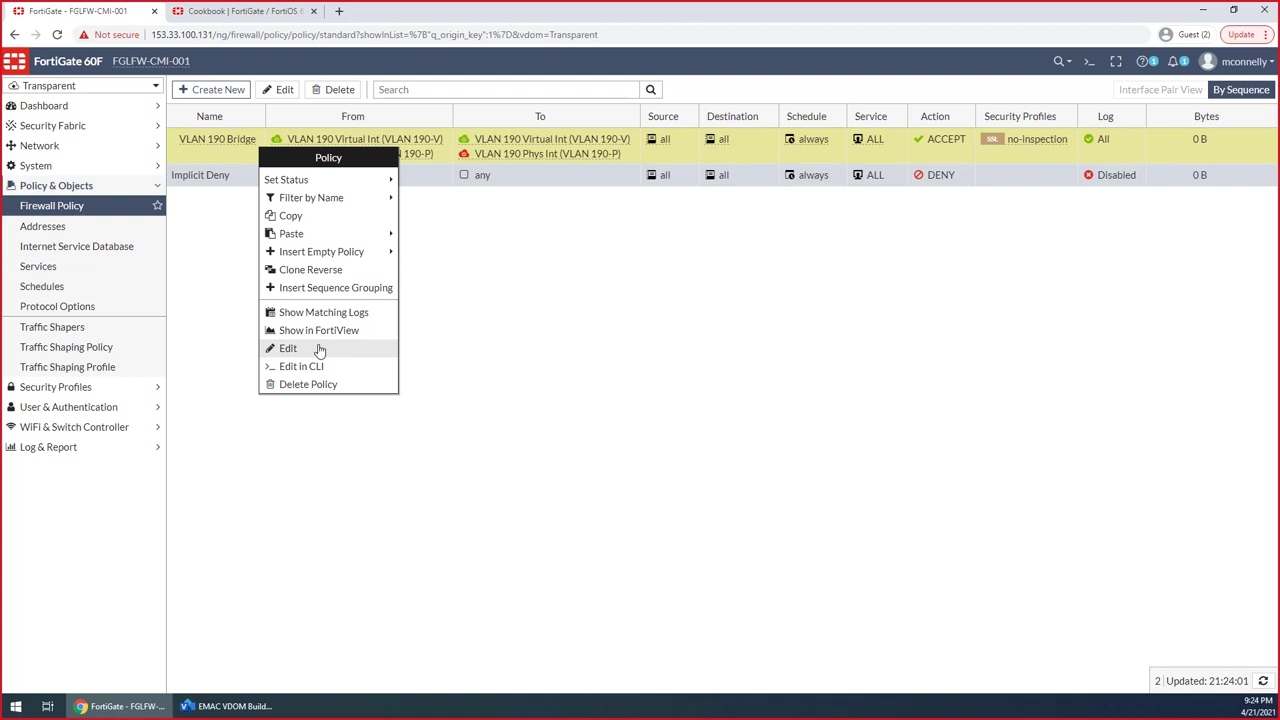 FortiGate - FGLFW-CMI-001
Cookbook | FortiGate / FortiOS 6
Not secure
153.33.100.131/ng/firewall/policy/policy/standard?showInList=%7B"q_origin_key":1%7D&vdom=Transparent
Guest (2)
Update
FortiGate 60F
FGLFW-CMI-001
1
1
mconnelly
Transparent
Create New
Edit
Delete
Search
Interface Pair View
By Sequence
Dashboard
Security Fabric
Network
System
Policy & Objects
Firewall Policy
Addresses
Internet Service Database
Services
Schedules
Protocol Options
Traffic Shapers
Traffic Shaping Policy
Traffic Shaping Profile
Security Profiles
User & Authentication
WiFi & Switch Controller
Log & Report
Name From To Source Destination Schedule Service Action Security Profiles Log Bytes
VLAN 190 Bridge VLAN 190 Virtual Int (VLAN 190-V) VLAN 190 Virtual Int (VLAN 190-V) all all always ALL ACCEPT SSL no-inspection All 0 B
190-P) VLAN 190 Phys Int (VLAN 190-P)
Implicit Deny any all all always ALL DENY Disabled 0 B
Policy
Set Status
Filter by Name
Copy
Paste
Insert Empty Policy
Clone Reverse
Insert Sequence Grouping
Show Matching Logs
Show in FortiView
Edit
Edit in CLI
Delete Policy
2 Updated: 21:24:01
FortiGate - FGLFW-...
EMAC VDOM Build...
9:24 PM
4/21/2021